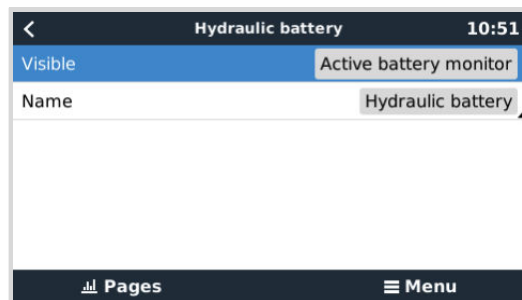 Hydraulic battery 10:51
Visible Active battery monitor
Name Hydraulic battery
Pages Menu